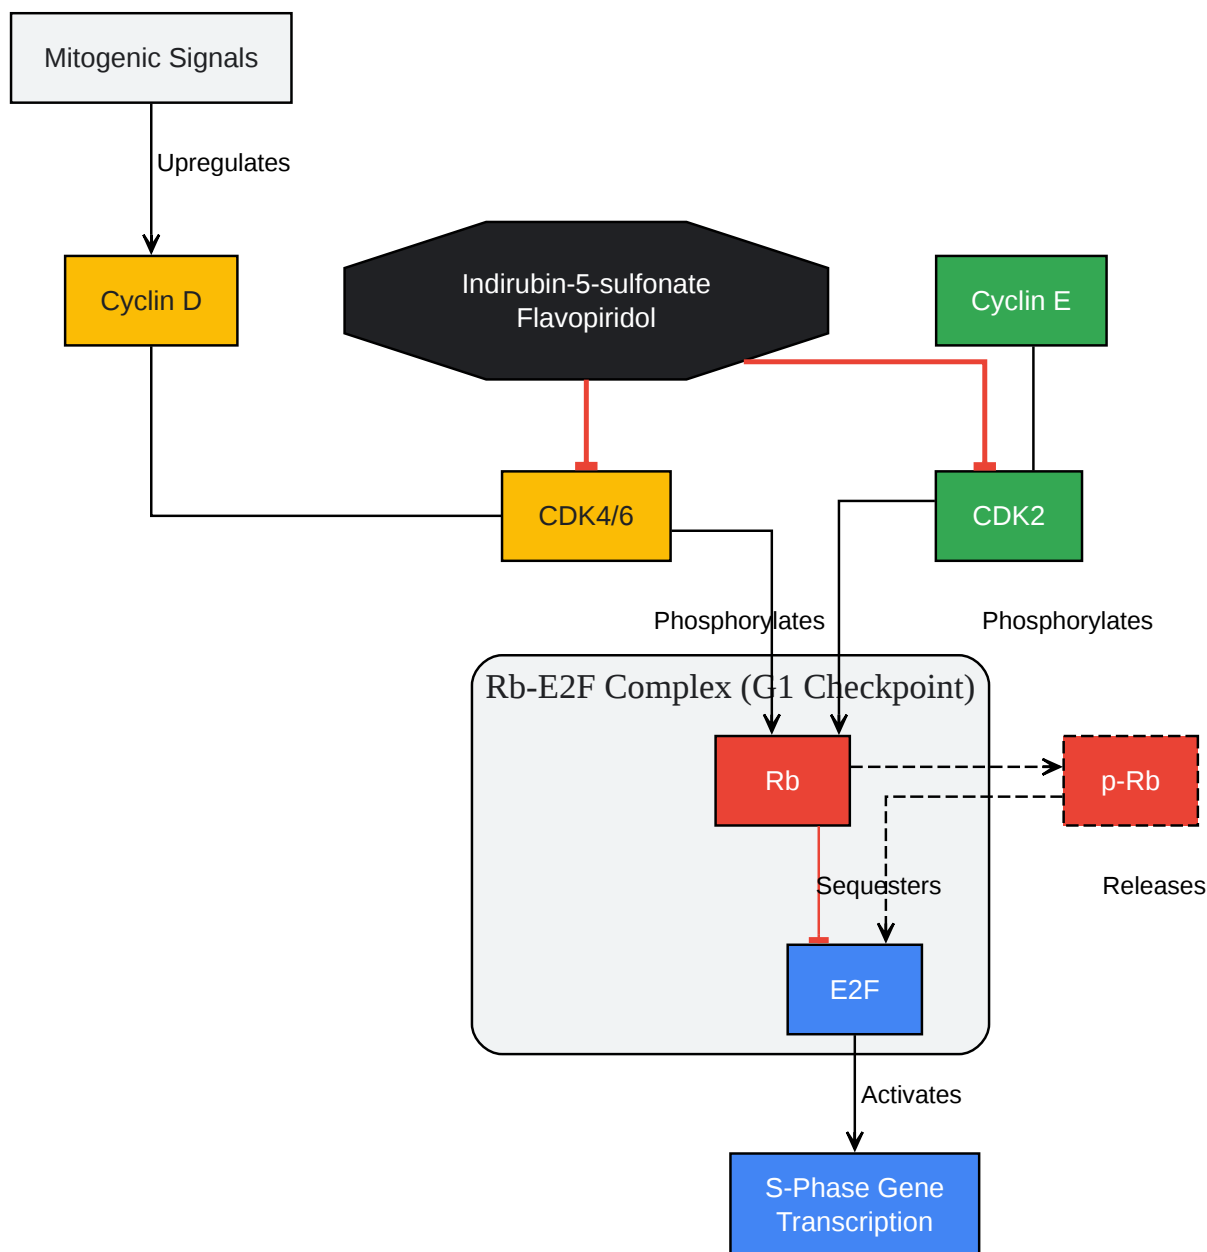 Mitogenic Signals
Upregulates
Cyclin D
Indirubin-5-sulfonate
Flavopiridol
Cyclin E
CDK4/6
CDK2
Phosphorylates
Phosphorylates
Rb-E2F Complex (G1 Checkpoint)
Rb
p-Rb
Sequesters
Releases
E2F
Activates
S-Phase Gene
Transcription